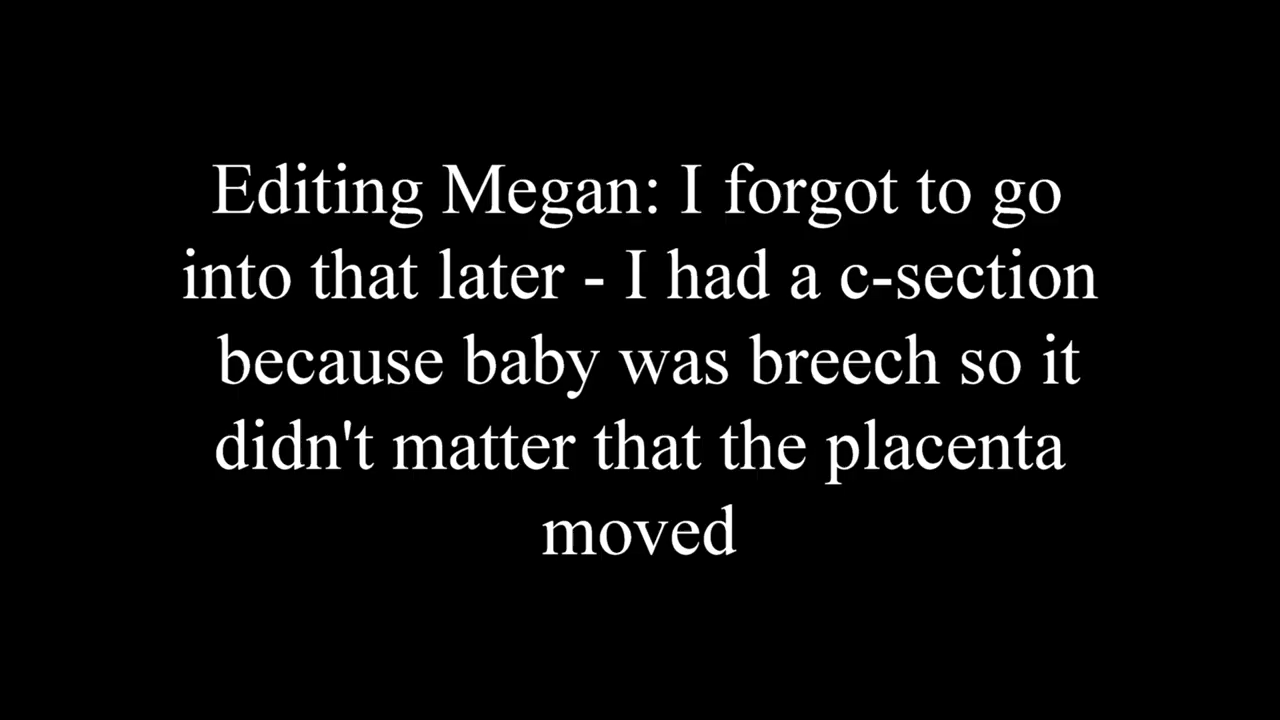 Editing Megan: I forgot to go
into that later - I had a c-section
because baby was breech so it
didn't matter that the placenta
moved